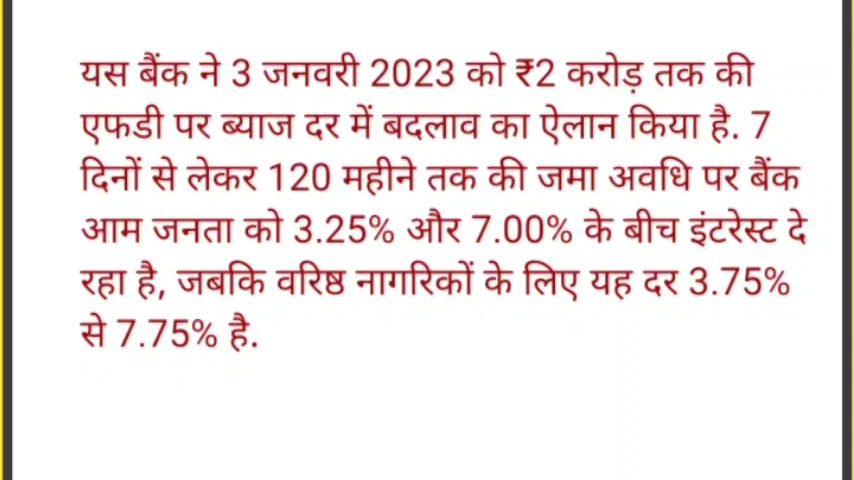 यस बैंक ने 3 जनवरी 2023 को ₹2 करोड़ तक की
एफडी पर ब्याज दर में बदलाव का ऐलान किया है. 7
दिनों से लेकर 120 महीने तक की जमा अवधि पर बैंक
आम जनता को 3.25% और 7.00% के बीच इंटरेस्ट दे
रहा है, जबकि वरिष्ठ नागरिकों के लिए यह दर 3.75%
से 7.75% है.